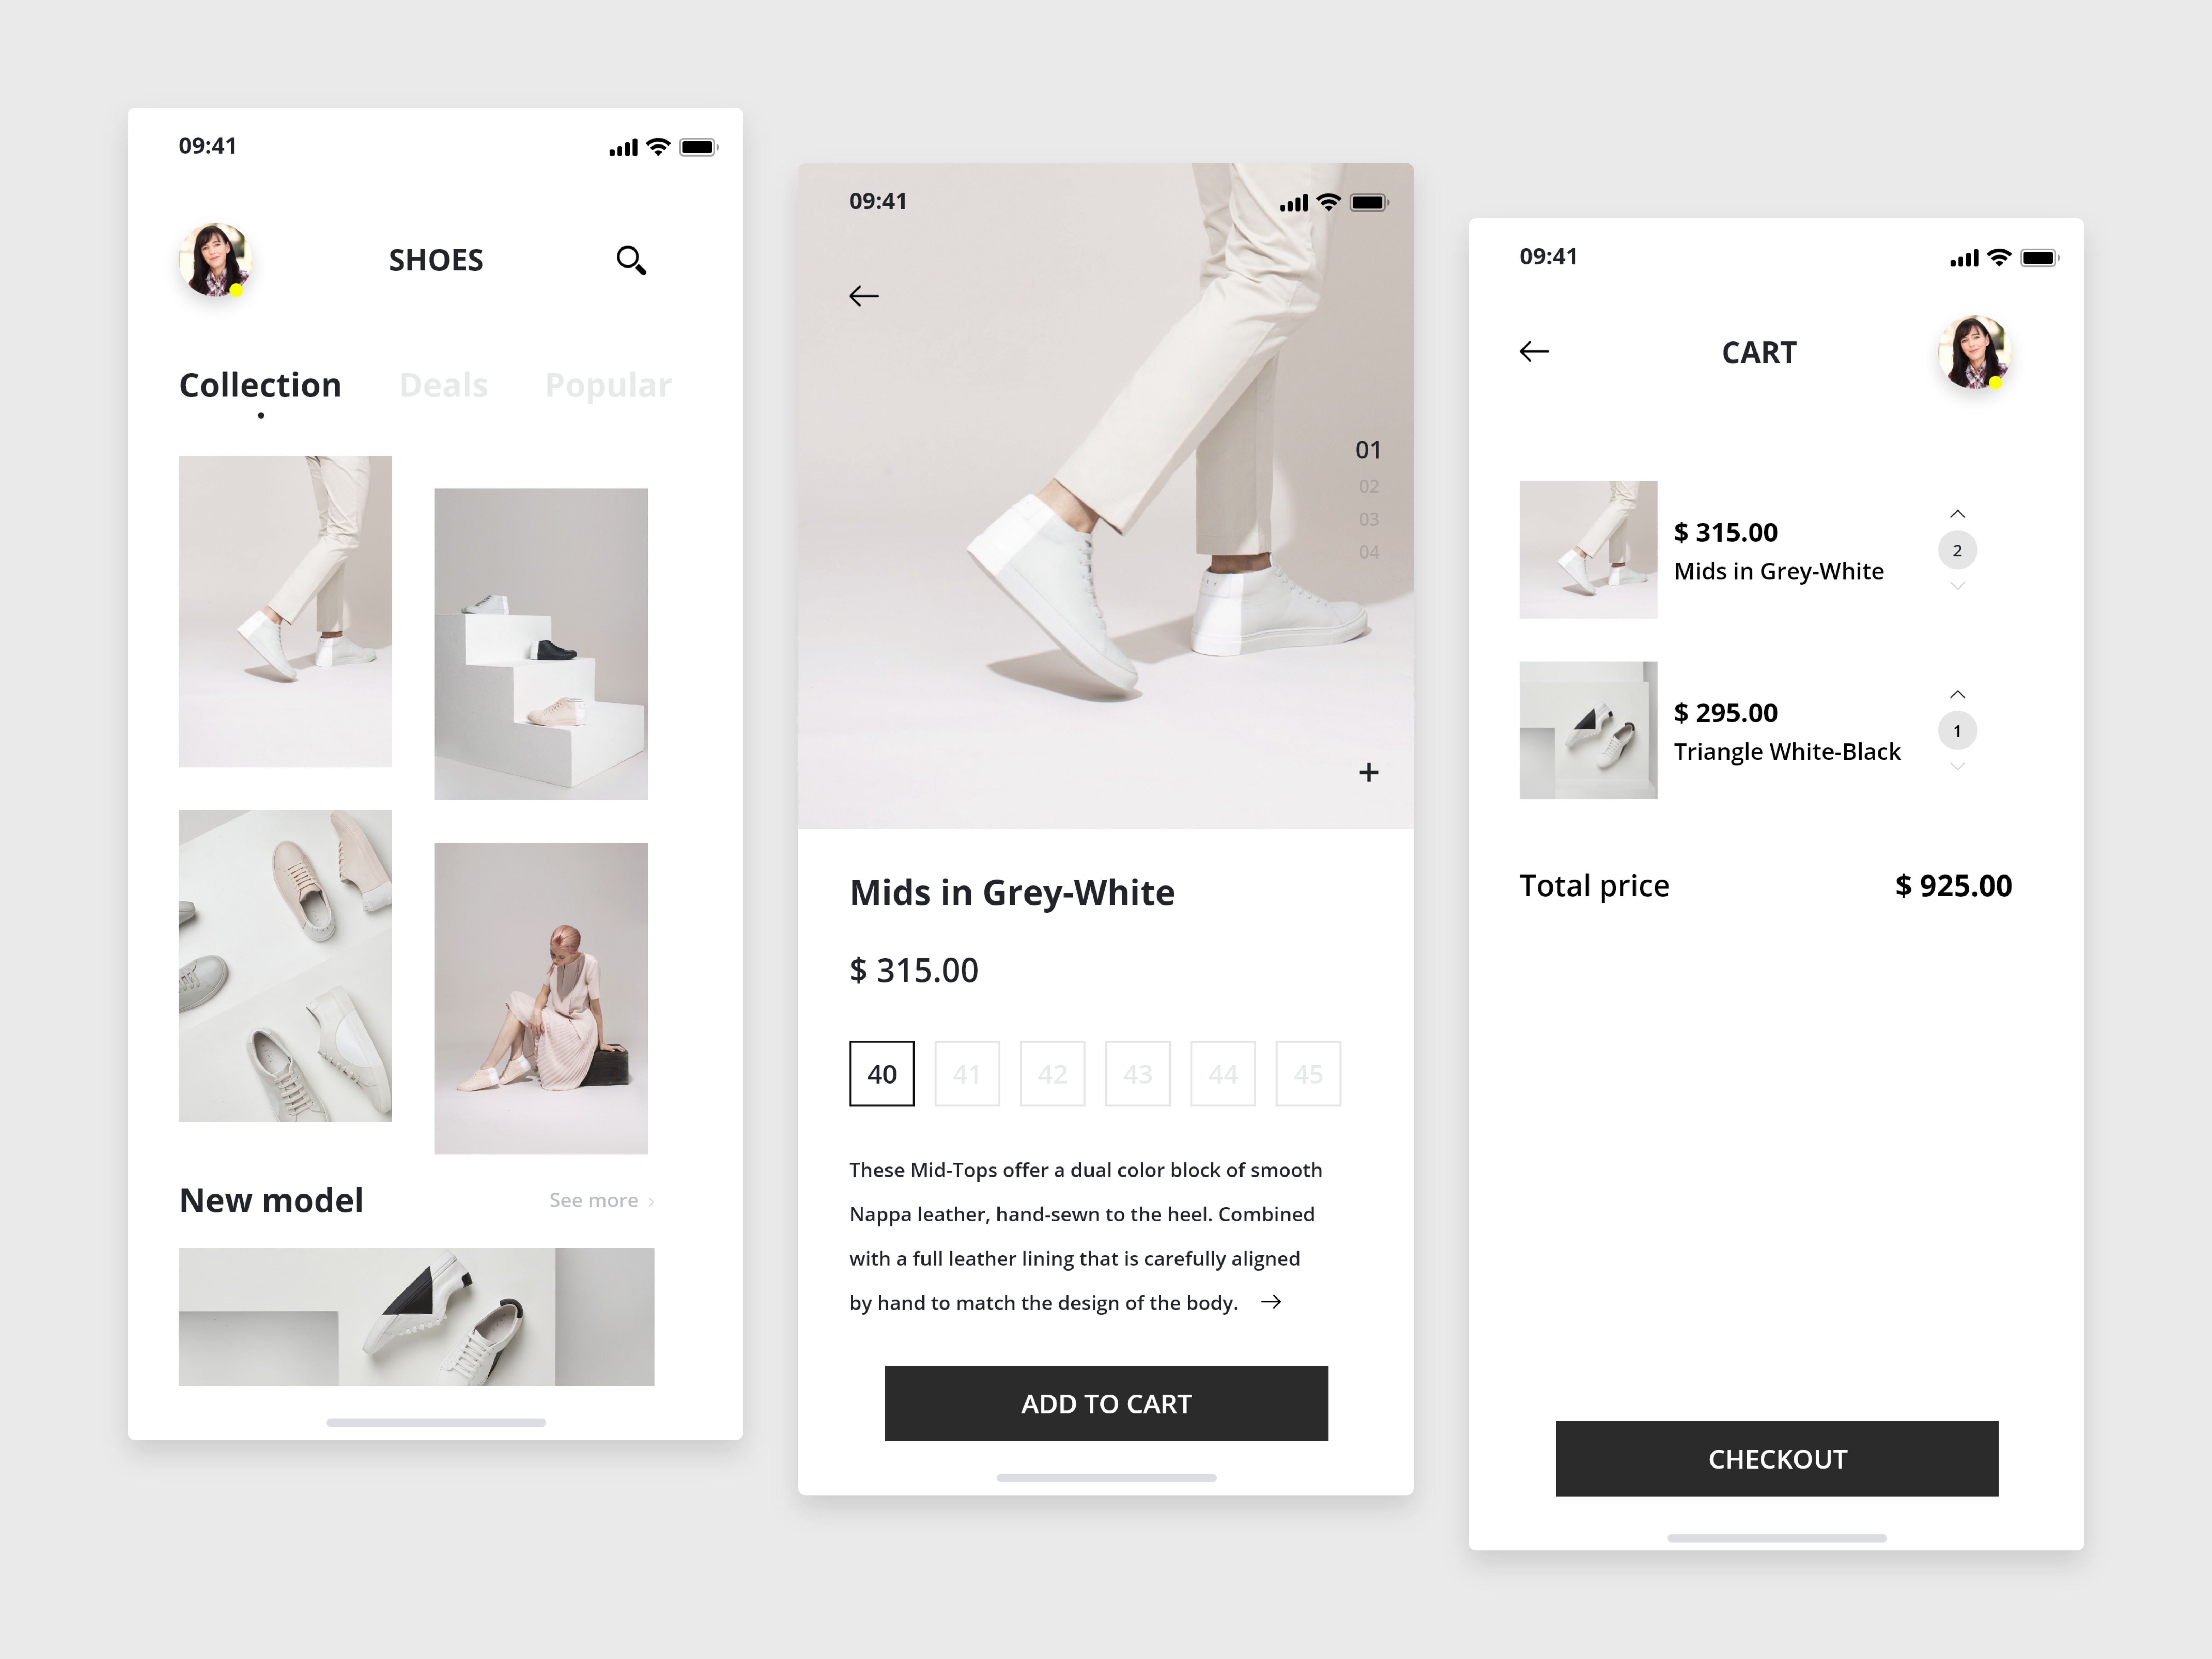 09:41
SHOES
Collection Deals Popular
New model See more
09:41
01
02
03
04
+
Mids in Grey-White
$ 315.00
40 41 42 43 44 45
These Mid-Tops offer a dual color block of smooth
Nappa leather, hand-sewn to the heel. Combined
with a full leather lining that is carefully aligned
by hand to match the design of the body.
ADD TO CART
09:41
CART
$ 315.00
Mids in Grey-White
2
$ 295.00
Triangle White-Black
1
Total price $ 925.00
CHECKOUT